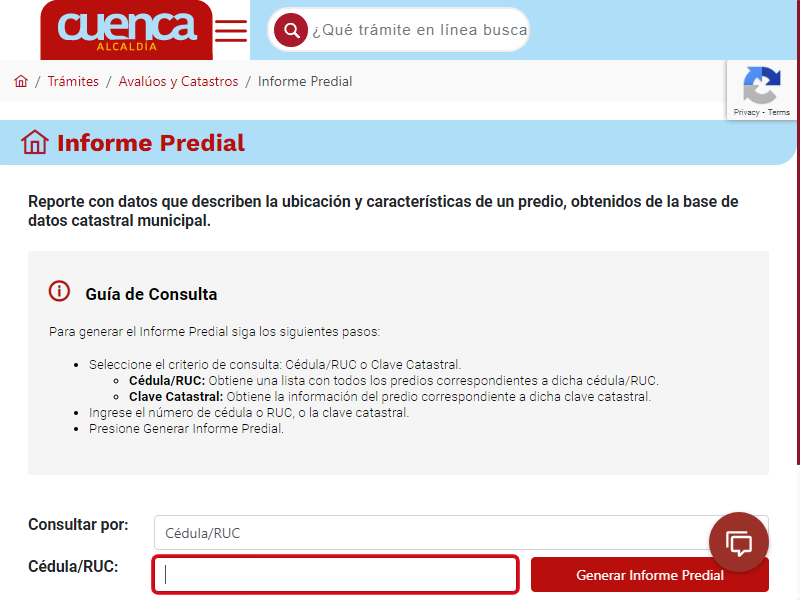 cuenca
ALCALDÍA
¿Qué trámite en línea busca
/ Trámites / Avalúos y Catastros / Informe Predial
Privacy - Terms
Informe Predial
Reporte con datos que describen la ubicación y características de un predio, obtenidos de la base de
datos catastral municipal.
Guía de Consulta
Para generar el Informe Predial siga los siguientes pasos:
Seleccione el criterio de consulta: Cédula/RUC o Clave Catastral.
Cédula/RUC: Obtiene una lista con todos los predios correspondientes a dicha cédula/RUC.
Clave Catastral: Obtiene la información del predio correspondiente a dicha clave catastral.
Ingrese el número de cédula o RUC, o la clave catastral.
Presione Generar Informe Predial.
Consultar por:
Cédula/RUC
Cédula/RUC:
Generar Informe Predial